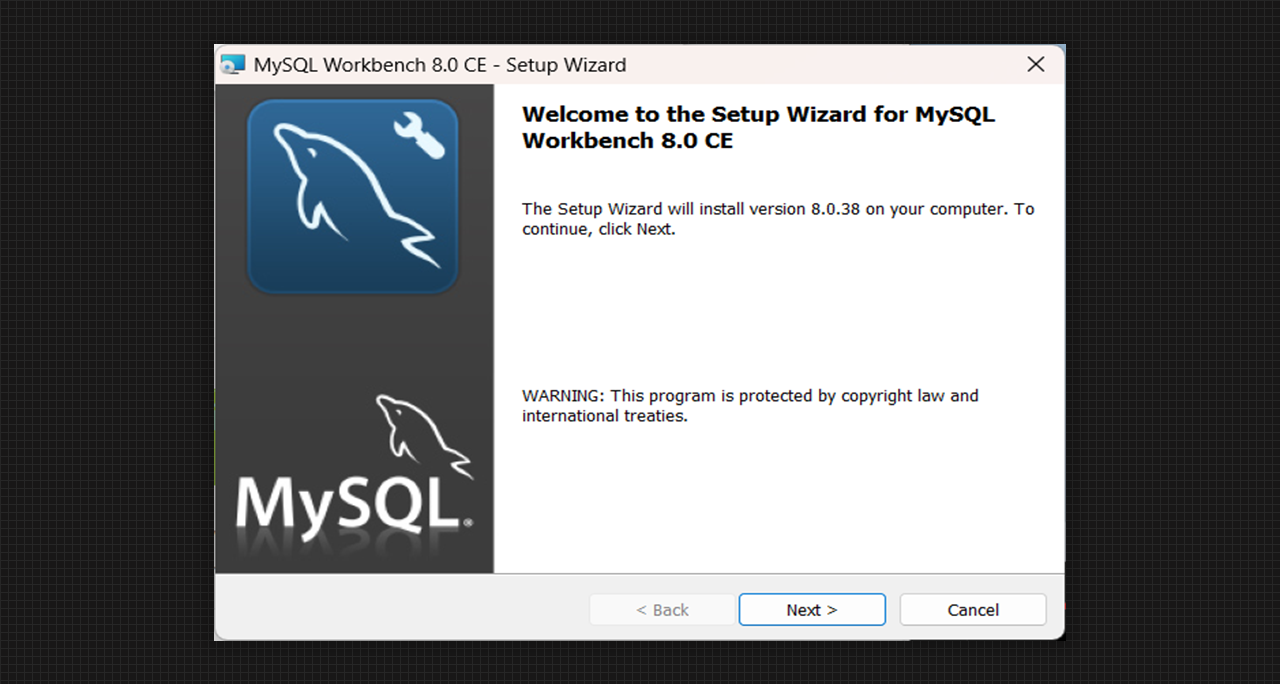 MySQL Workbench 8.0 CE - Setup Wizard
Welcome to the Setup Wizard for MySQL
Workbench 8.0 CE
The Setup Wizard will install version 8.0.38 on your computer. To
continue, click Next.
WARNING: This program is protected by copyright law and
international treaties.
MySQL®
< Back
Next >
Cancel